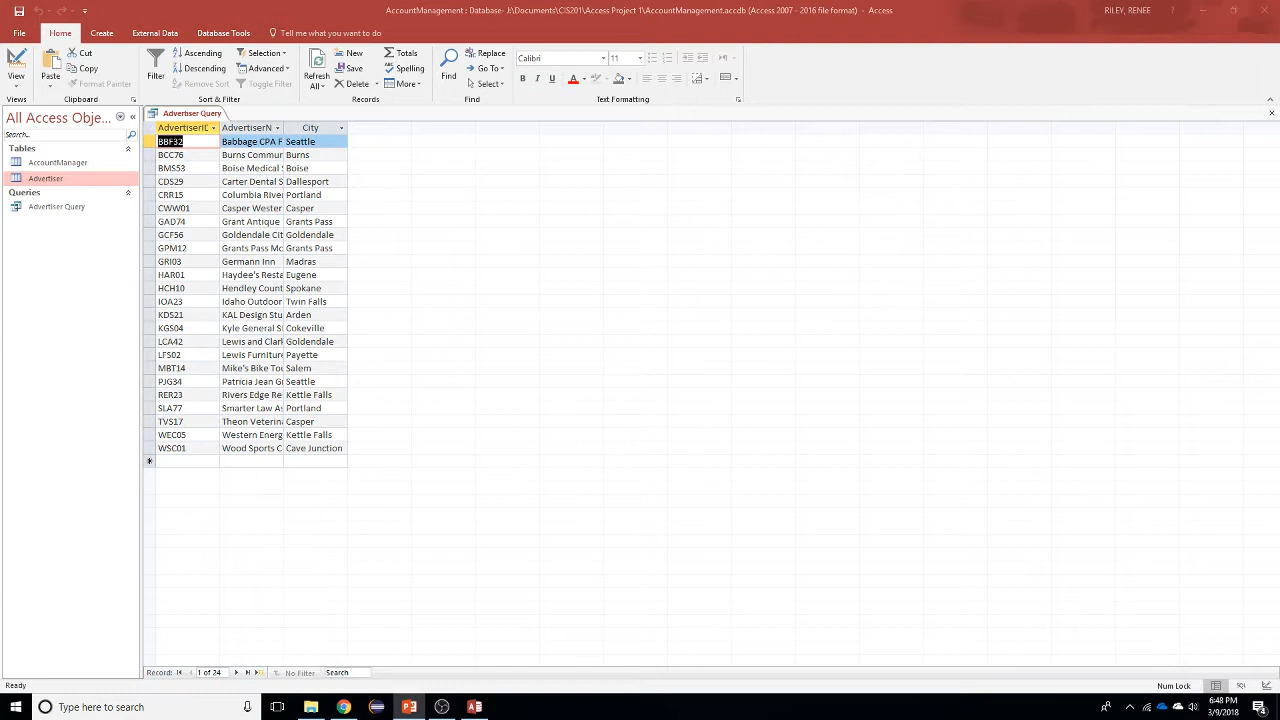 AccountManagement : Database- J:\Documents\CIS201\Access Project 1\AccountManagement.accdb (Access 2007 - 2016 file format) - Access
RILEY, RENEE
File Home Create External Data Database Tools Tell me what you want to do
View
Views
Paste
Cut
Copy
Format Painter
Clipboard
Filter
Ascending
Descending
Remove Sort
Selection
Advanced
Toggle Filter
Sort & Filter
Refresh All
New
Save
Delete
Totals
Spelling
More
Records
Find
Replace
Go To
Select
Find
Calibri 11
B I U A
Text Formatting
All Access Obje...
Search...
Tables
AccountManager
Advertiser
Queries
Advertiser Query
Advertiser Query
AdvertiserID AdvertiserN City
BBF32 Babbage CPA F Seattle
BCC76 Burns Commun Burns
BMS53 Boise Medical S Boise
CDS29 Carter Dental S Dallesport
CRR15 Columbia River Portland
CWW01 Casper Wester Casper
GAD74 Grant Antique Grants Pass
GCF56 Goldendale Cit Goldendale
GPM12 Grants Pass Mo Grants Pass
GRI03 Germann Inn Madras
HAR01 Haydee's Resta Eugene
HCH10 Hendley Count Spokane
IOA23 Idaho Outdoor Twin Falls
KDS21 KAL Design Stu Arden
KGS04 Kyle General St Cokeville
LCA42 Lewis and Clark Goldendale
LFS02 Lewis Furniture Payette
MBT14 Mike's Bike Tou Salem
PJG34 Patricia Jean G Seattle
RER23 Rivers Edge Re Kettle Falls
SLA77 Smarter Law As Portland
TVS17 Theon Veterina Casper
WEC05 Western Energ Kettle Falls
WSC01 Wood Sports C Cave Junction
Record: 1 of 24 No Filter Search
Ready
Num Lock
Type here to search
6:48 PM
3/9/2018